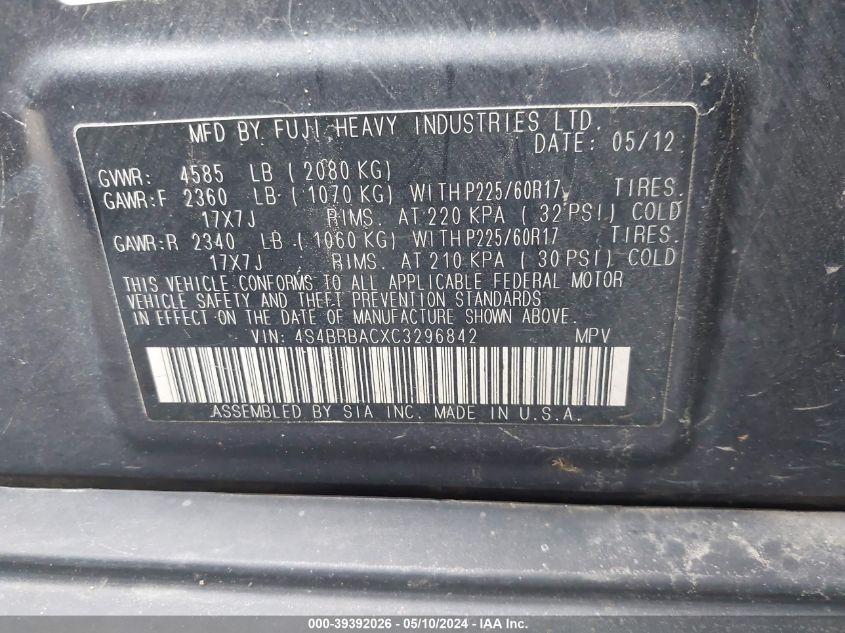 MFD BY FUJI HEAVY INDUSTRIES LTD.
DATE: 05/12
GVWR: 4585 LB (2080 KG)
GAWR:F 2360 LB (1070 KG) WITH P225/60R17 TIRES.
17X7J RIMS. AT 220 KPA (32 PSI) COLD
GAWR:R 2340 LB (1060 KG) WITH P225/60R17 TIRES.
17X7J RIMS. AT 210 KPA (30 PSI) COLD
THIS VEHICLE CONFORMS TO ALL APPLICABLE FEDERAL MOTOR
VEHICLE SAFETY AND THEFT PREVENTION STANDARDS
IN EFFECT ON THE DATE OF MANUFACTURE SHOWN ABOVE.
VIN: 4S4BRBACXC3296842 MPV
ASSEMBLED BY SIA INC. MADE IN U.S.A.
000-39392026 - 05/10/2024 - IAA Inc.